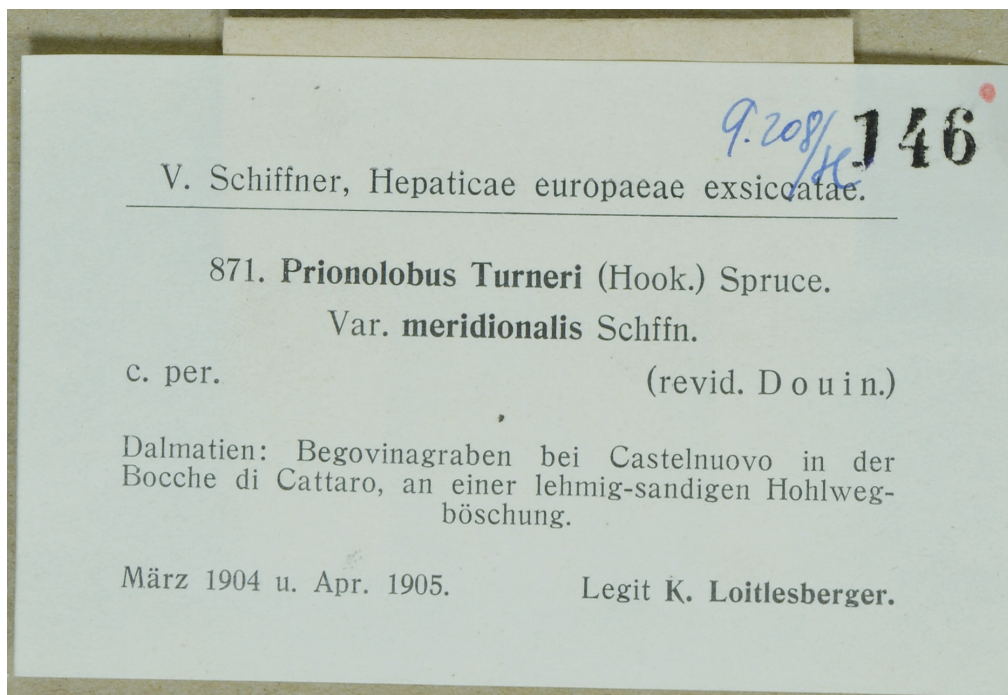 9.208/H
146
V. Schiffner, Hepaticae europaeae exsiccatae.
871. Prionolobus Turneri (Hook.) Spruce.
Var. meridionalis Schffn.
c. per. (revid. Douin.)
Dalmatien: Begovinagraben bei Castelnuovo in der
Bocche di Cattaro, an einer lehmig-sandigen Hohlweg-
böschung.
März 1904 u. Apr. 1905. Legit K. Loitlesberger.